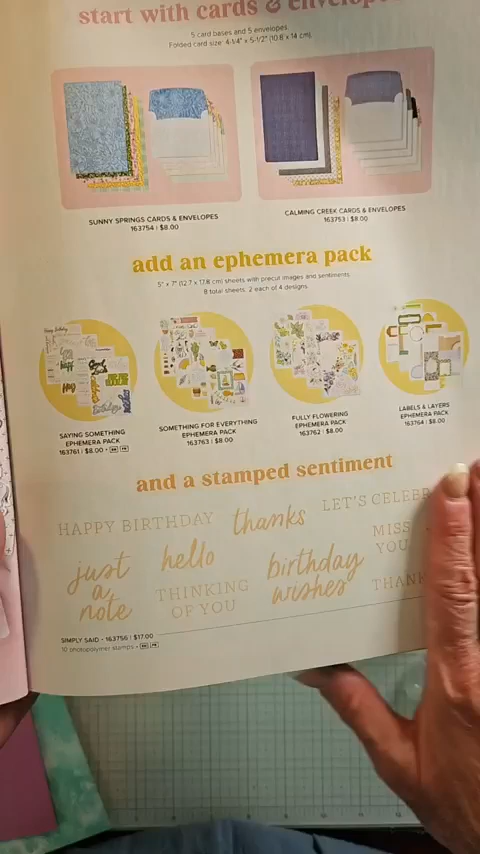 start with cards & envelope
5 card bases and 5 envelopes
Folded card size: 4-1/4" x 5-1/2" (10.8 x 14 cm).
SUNNY SPRINGS CARDS & ENVELOPES
163754 | $8.00
CALMING CREEK CARDS & ENVELOPES
163753 | $8.00
add an ephemera pack
5" x 7" (12.7 x 17.8 cm) sheets with precut images and sentiments.
8 total sheets: 2 each of 4 designs.
SAYING SOMETHING
EPHEMERA PACK
163761 | $8.00 •
SOMETHING FOR EVERYTHING
EPHEMERA PACK
163763 | $8.00
FULLY FLOWERING
EPHEMERA PACK
163762 | $8.00
LABELS & LAYERS
EPHEMERA PACK
163764 | $8.00
and a stamped sentiment
HAPPY BIRTHDAY
thanks
LET'S CELEBR
just
a
note
hello
THINKING
OF YOU
birthday
wishes
MISS
YOU
THANK
SIMPLY SAID • 163756 | $17.00
10 photopolymer stamps •